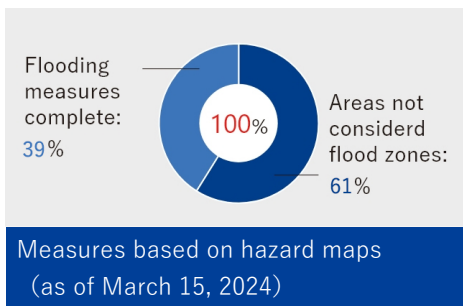 Flooding
measures
complete:
39%
100%
Areas not
considerd
flood zones:
61%
Measures based on hazard maps
(as of March 15, 2024)